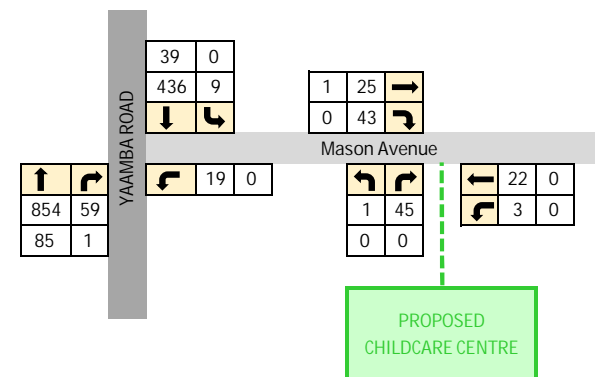 39 0
436 9
YAAMBA ROAD
1 25
0 43
Mason Avenue
19 0
854 59
85 1
1 45
0 0
22 0
3 0
PROPOSED
CHILDCARE CENTRE